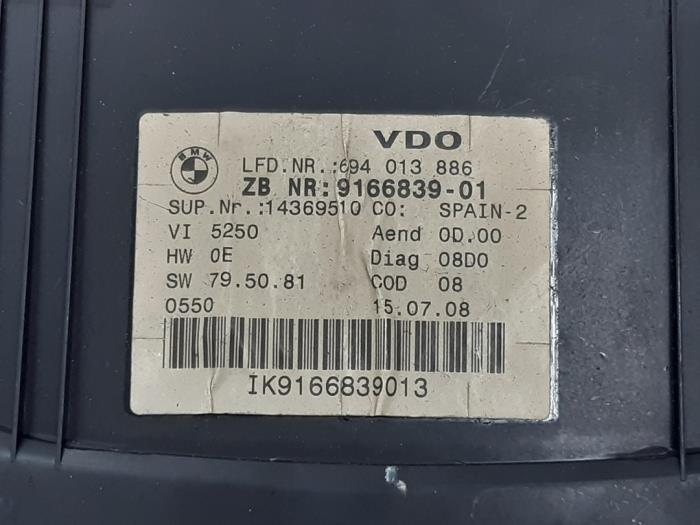 BMW
VDO
LFD.NR.:694 013 886
ZB NR:9166839-01
SUP.Nr.:14369510 CO: SPAIN-2
VI 5250 Aend 0D.00
HW 0E Diag 08D0
SW 79.50.81 COD 08
0550 15.07.08
IK9166839013